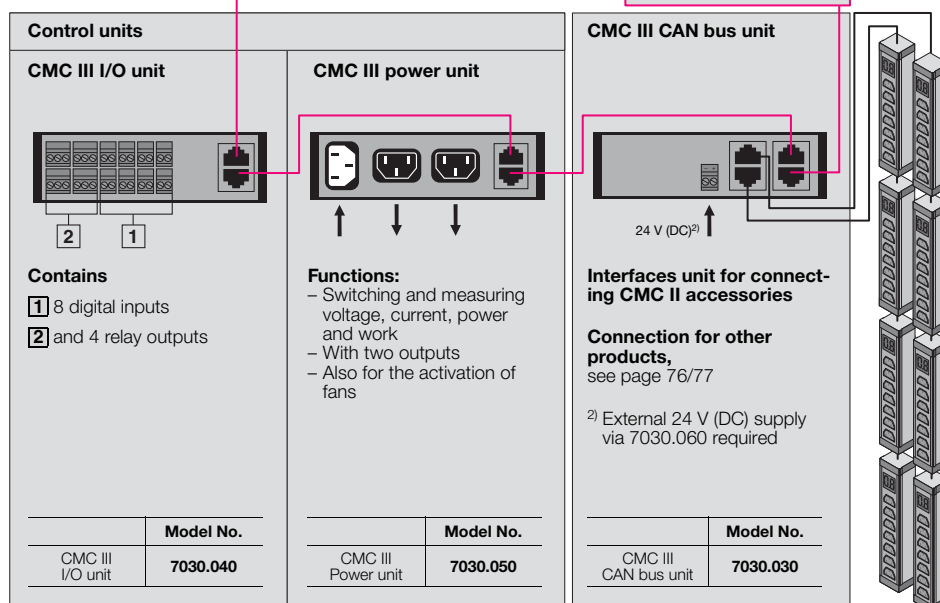 Control units
CMC III I/O unit
2
1
Contains
1 8 digital inputs
2 and 4 relay outputs
Model No.
CMC III
I/O unit
7030.040
CMC III power unit
Functions:
– Switching and measuring
voltage, current, power
and work
– With two outputs
– Also for the activation of
fans
Model No.
CMC III
Power unit
7030.050
CMC III CAN bus unit
24 V (DC)2)
Interfaces unit for connect-
ing CMC II accessories
Connection for other
products,
see page 76/77
2) External 24 V (DC) supply
via 7030.060 required
Model No.
CMC III
CAN bus unit
7030.030